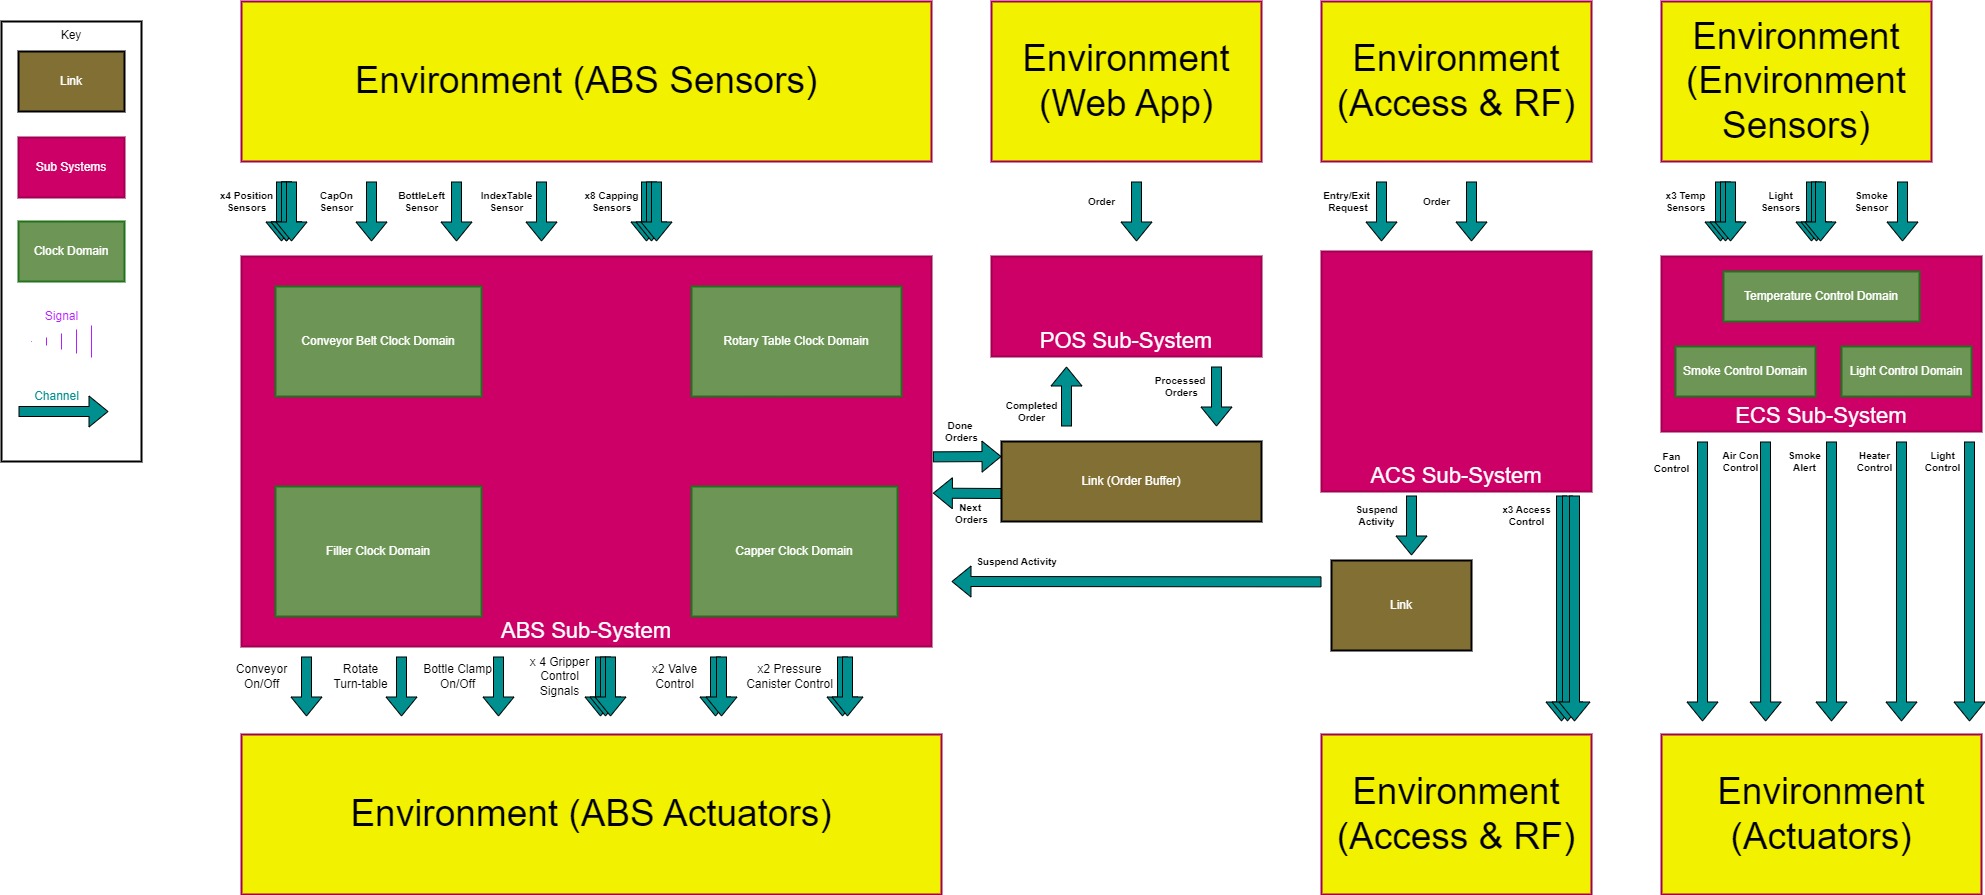 Key
Link
Sub Systems
Clock Domain
Signal
Channel
Environment (ABS Sensors)
Environment
(Web App)
Environment
(Access & RF)
Environment
(Environment
Sensors)
x4 Position
Sensors
CapOn
Sensor
BottleLeft
Sensor
IndexTable
Sensor
x8 Capping
Sensors
Order
Entry/Exit
Request
Order
x3 Temp
Sensors
Light
Sensors
Smoke
Sensor
Conveyor Belt Clock Domain
Rotary Table Clock Domain
Filler Clock Domain
Capper Clock Domain
ABS Sub-System
POS Sub-System
Completed
Order
Processed
Orders
Done
Orders
Next
Orders
Link (Order Buffer)
ACS Sub-System
Suspend
Activity
x3 Access
Control
Suspend Activity
Link
Temperature Control Domain
Smoke Control Domain
Light Control Domain
ECS Sub-System
Fan
Control
Air Con
Control
Smoke
Alert
Heater
Control
Light
Control
Conveyor
On/Off
Rotate
Turn-table
Bottle Clamp
On/Off
x 4 Gripper
Control
Signals
x2 Valve
Control
x2 Pressure
Canister Control
Environment (ABS Actuators)
Environment
(Access & RF)
Environment
(Actuators)